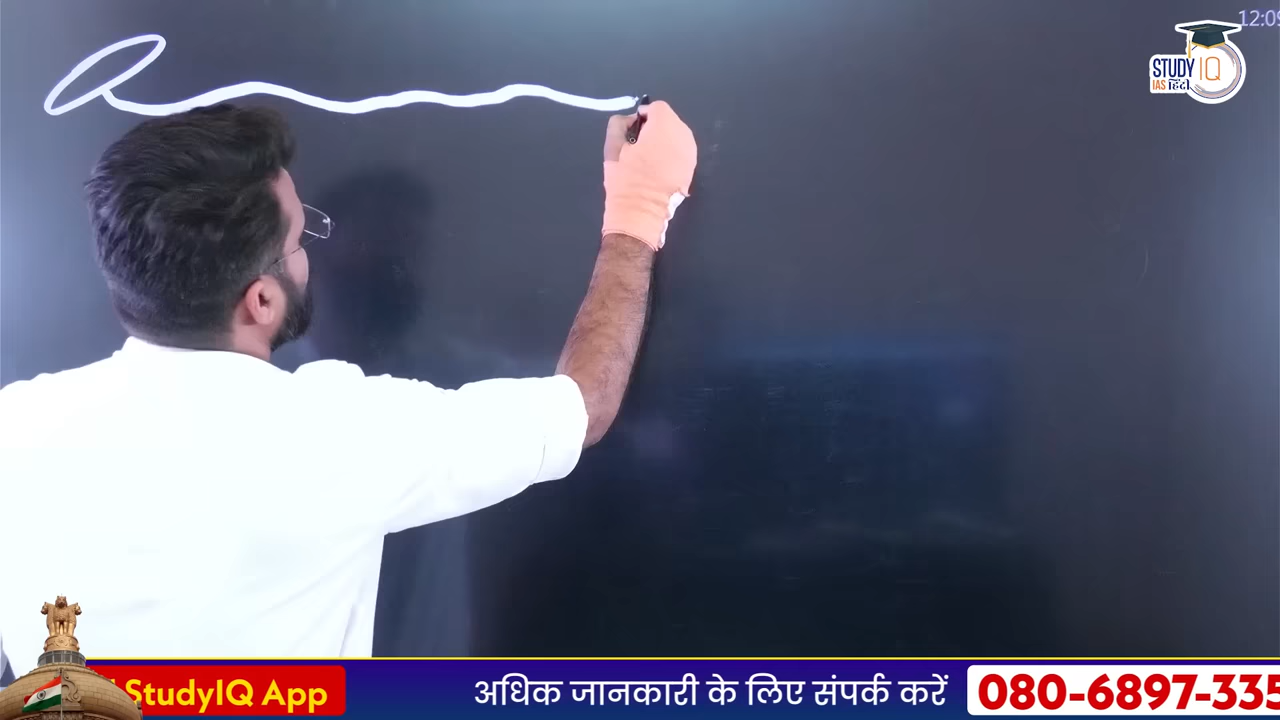 12:09
STUDY IQ
IAS हिंदी
StudyIQ App
अधिक जानकारी के लिए संपर्क करें
080-6897-335